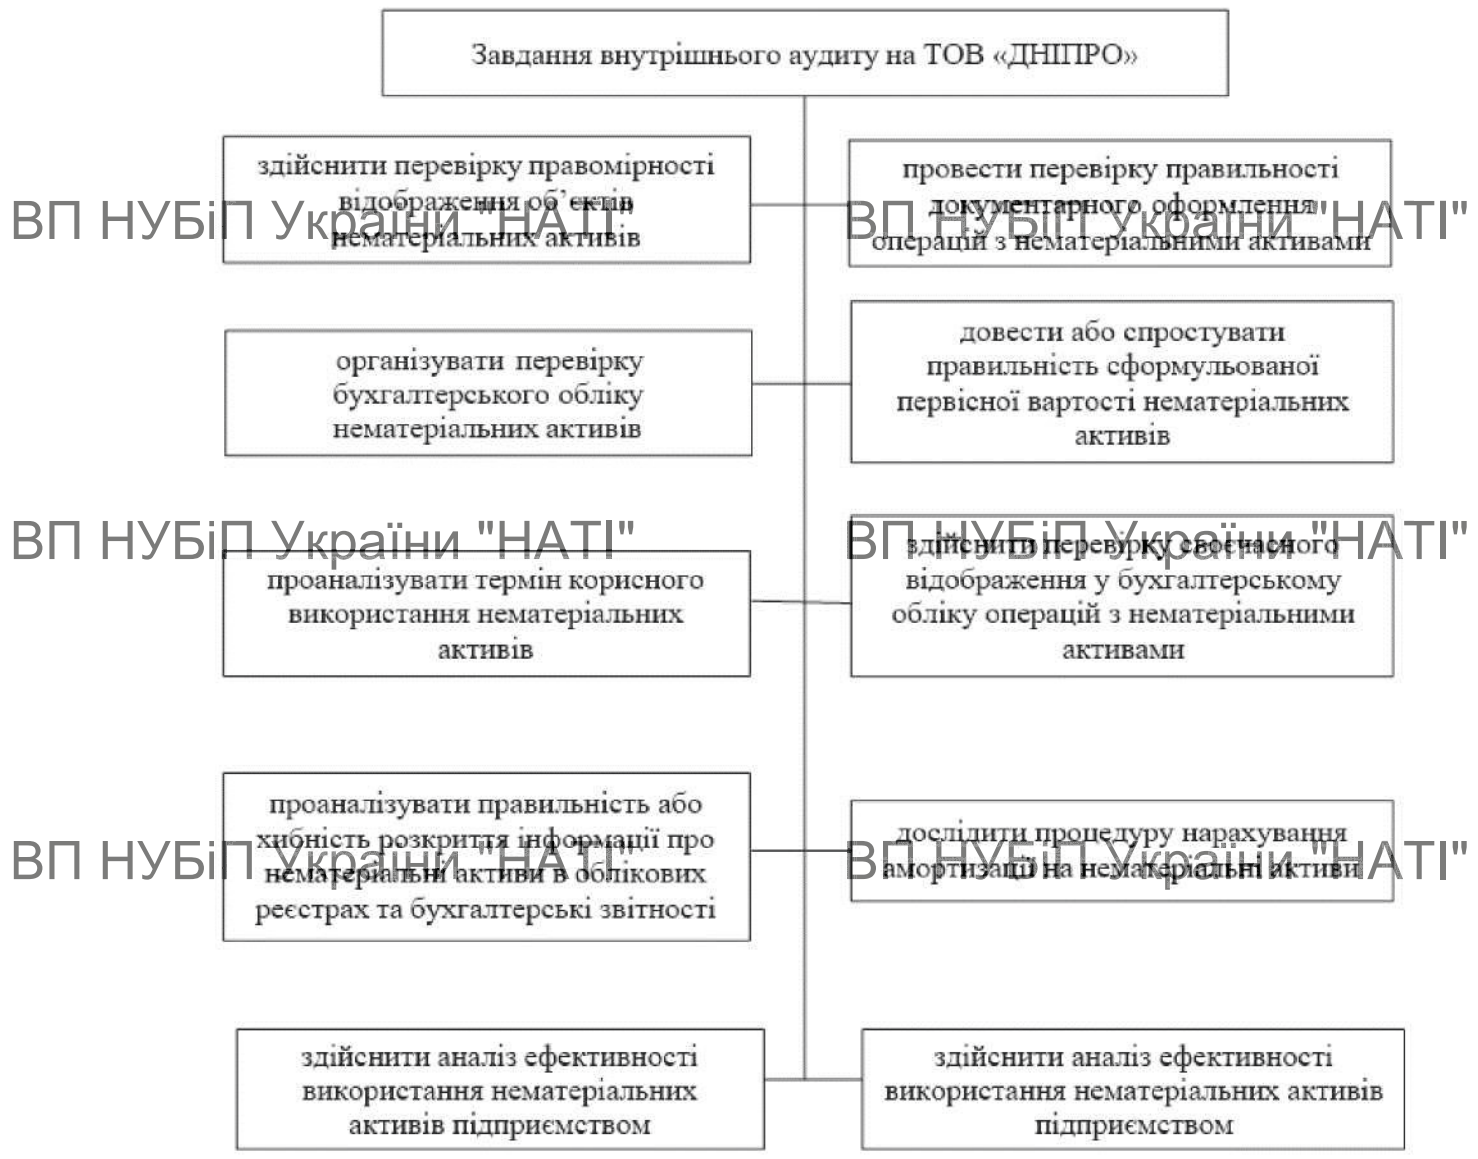 Завдання внутрішнього аудиту на ТОВ «ДНІПРО»
здійснити перевірку правомірності
відображення об’єктів
нематеріальних активів
провести перевірку правильності
документарного оформлення
операцій з нематеріальними активами
ВП НУБіП України "НАТІ"
ВП НУБіП України "НАТІ"
організувати перевірку
бухгалтерського обліку
нематеріальних активів
довести або спростувати
правильність сформульованої
первісної вартості нематеріальних
активів
ВП НУБіП України "НАТІ"
ВП НУБіП України "НАТІ"
проаналізувати термін корисного
використання нематеріальних
активів
здійснити перевірку своєчасного
відображення у бухгалтерському
обліку операцій з нематеріальними
активами
проаналізувати правильність або
хибність розкриття інформації про
нематеріальні активи в облікових
реєстрах та бухгалтерські звітності
дослідити процедуру нарахування
амортизації на нематеріальні активи
ВП НУБіП України "НАТІ"
ВП НУБіП України "НАТІ"
здійснити аналіз ефективності
використання нематеріальних
активів підприємством
здійснити аналіз ефективності
використання нематеріальних активів
підприємством